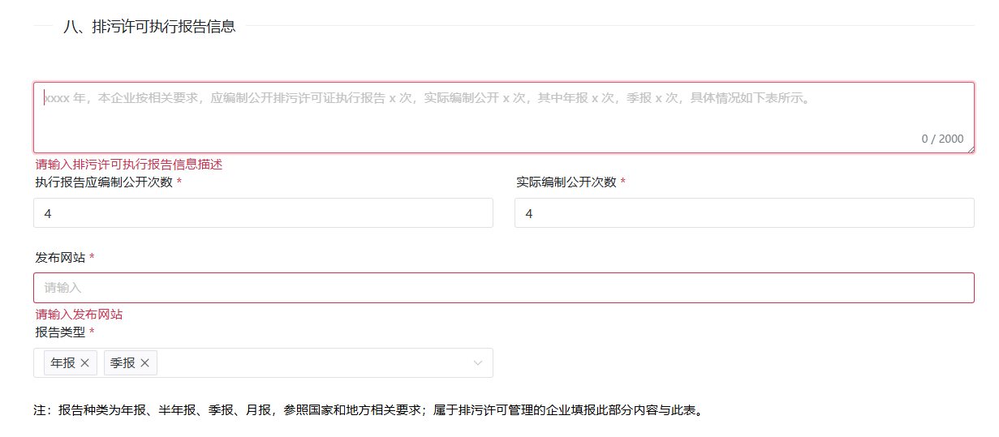 八、排污许可执行报告信息
xxxx 年，本企业按相关要求，应编制公开排污许可证执行报告 x 次，实际编制公开 x 次，其中年报 x 次，季报 x 次，具体情况如下表所示。
0 / 2000
请输入排污许可执行报告信息描述
执行报告应编制公开次数 * 实际编制公开次数 *
4 4
发布网站 *
请输入
请输入发布网站
报告类型 *
年报 季报
注：报告种类为年报、半年报、季报、月报，参照国家和地方相关要求；属于排污许可管理的企业填报此部分内容与此表。